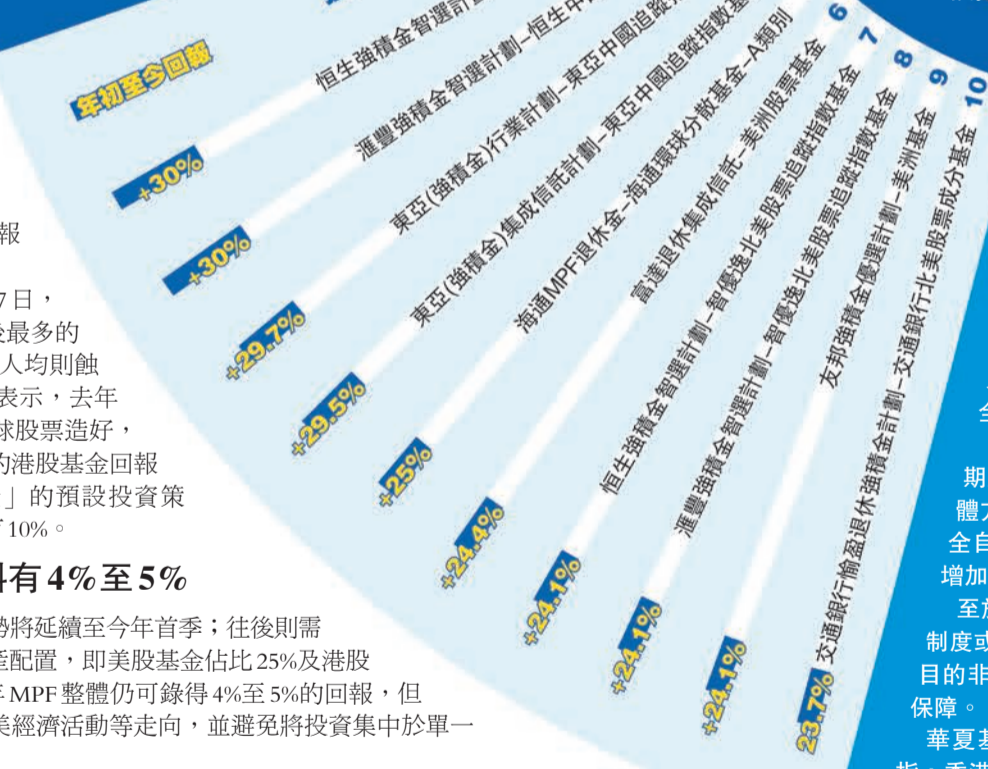 年初至今回報
恒生強積金智選計劃–恒生中
+30%
滙豐強積金智選計劃–恒生中
+30%
東亞(強積金)行業計劃–東亞中國追蹤指
+29.7%
東亞(強積金)集成信託計劃–東亞中國追蹤指數基
+29.5%
海通MPF退休金–海通環球分散基金–A類別
+25%
6
富達退休集成信託–美洲股票基金
+24.4%
7
恒生強積金智選計劃–智優逸北美股票追蹤指數基金
+24.1%
8
滙豐強積金智選計劃–智優逸北美股票追蹤指數基金
+24.1%
9
友邦強積金優選計劃–美洲基金
+24.1%
10
交通銀行愉盈退休強積金計劃–交通銀行北美股票成分基金
23.7%
報
7日，
最多的
人均則蝕
表示，去年
球股票造好，
的港股基金回報
」的預設投資策
10%。
有4%至5%
勢將延續至今年首季；往後則需
產配置，即美股基金佔比25%及港股
MPF整體仍可錄得4%至5%的回報，但
美經濟活動等走向，並避免將投資集中於單一
期
體
全自
增加
至於
制度或
目的非
保障。
華夏基